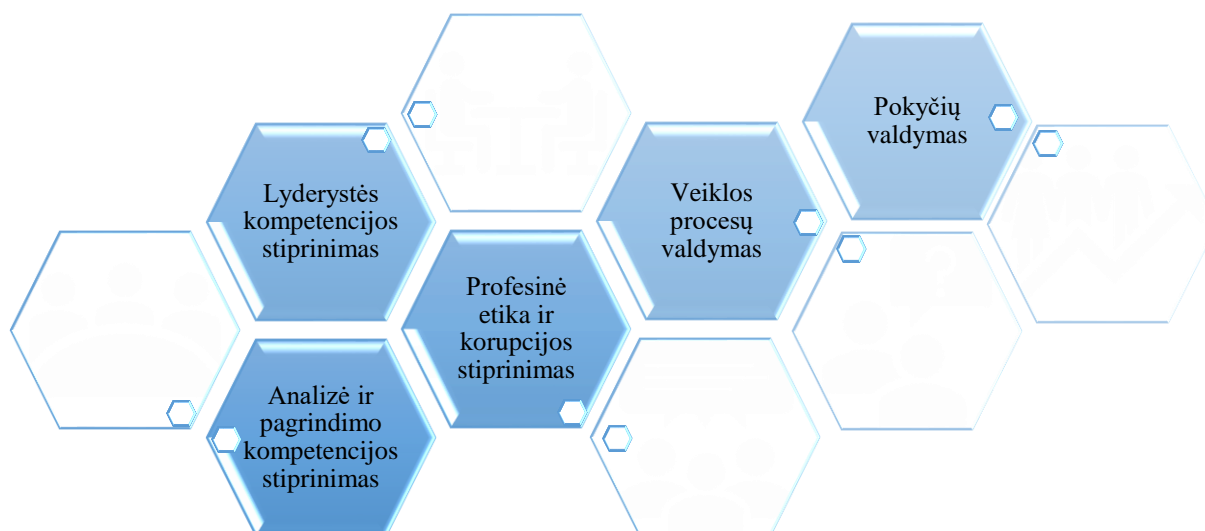 Pokyčių
valdymas
Lyderystės
kompetencijos
stiprinimas
Veiklos
procesų
valdymas
Profesinė
etika ir
korupcijos
stiprinimas
Analizė ir
pagrindimo
kompetencijos
stiprinimas